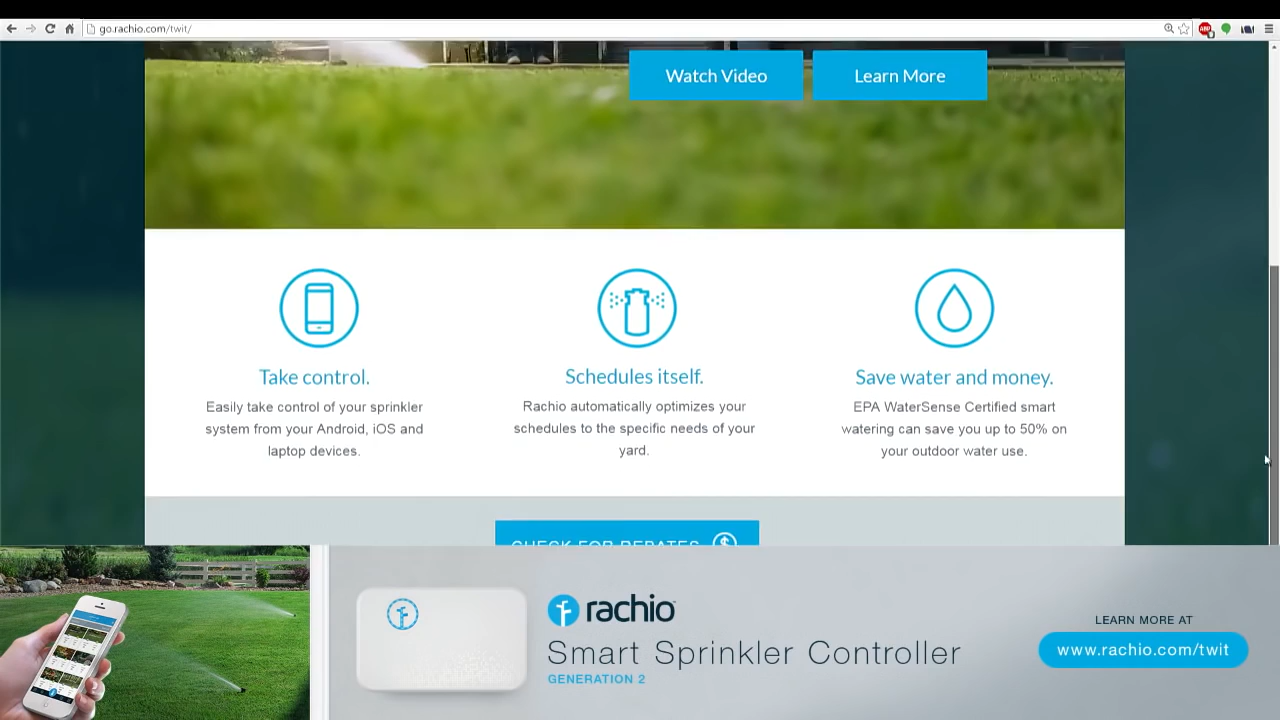 go.rachio.com/twit/
Watch Video
Learn More
Take control.
Easily take control of your sprinkler
system from your Android, iOS and
laptop devices.
Schedules itself.
Rachio automatically optimizes your
schedules to the specific needs of your
yard.
Save water and money.
EPA WaterSense Certified smart
watering can save you up to 50% on
your outdoor water use.
CHECK FOR REBATES
rachio
Smart Sprinkler Controller
GENERATION 2
LEARN MORE AT
www.rachio.com/twit